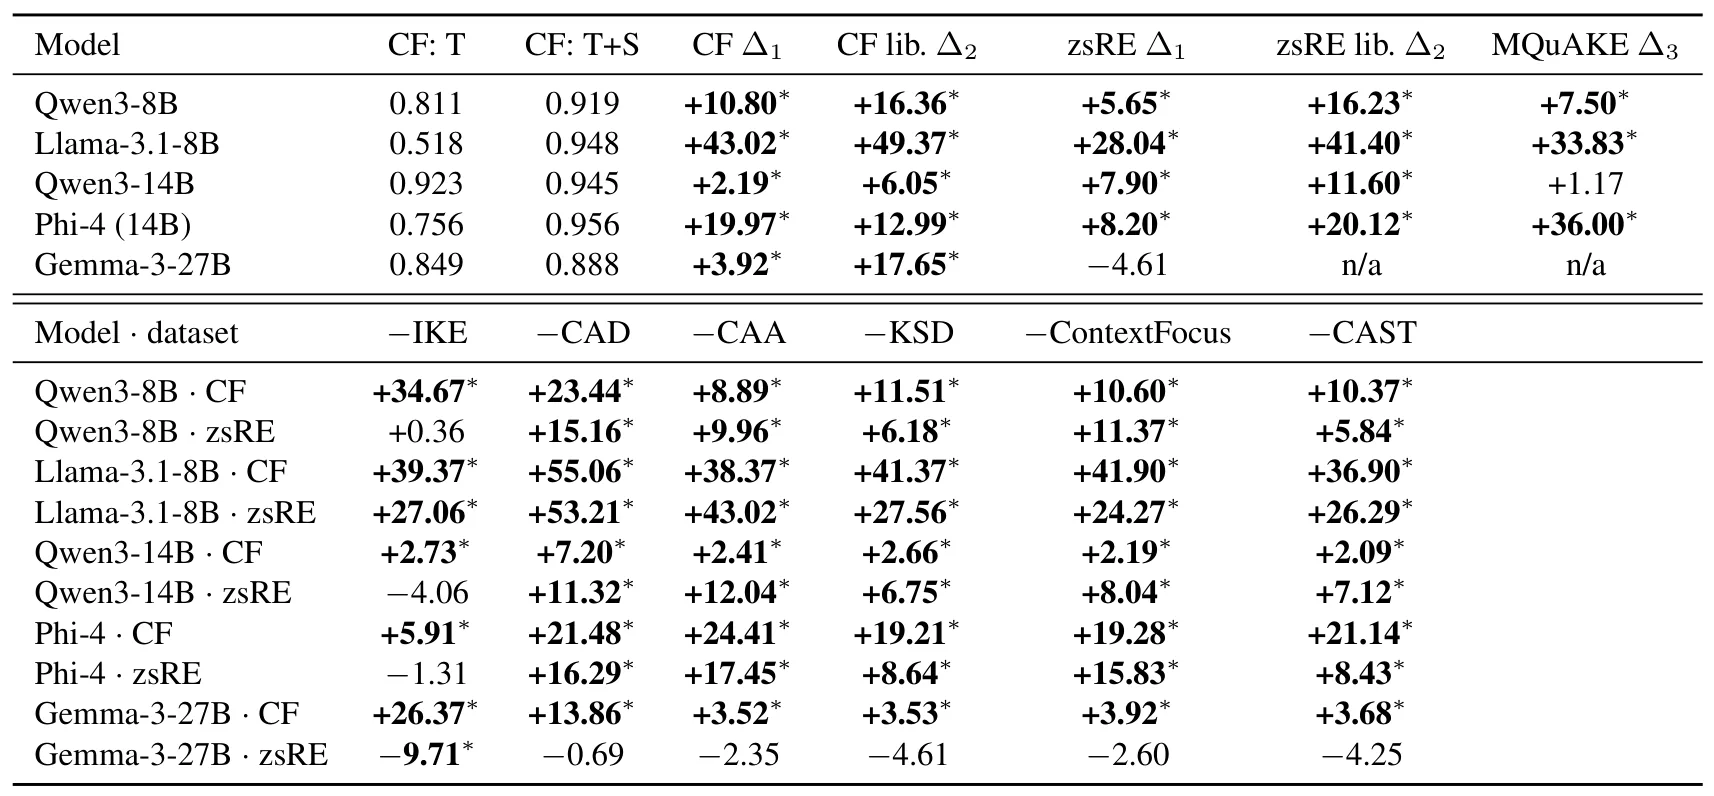 Model CF: T CF: T+S CF Δ₁ CF lib. Δ₂ zsRE Δ₁ zsRE lib. Δ₂ MQuAKE Δ₃
Qwen3-8B 0.811 0.919 +10.80* +16.36* +5.65* +16.23* +7.50*
Llama-3.1-8B 0.518 0.948 +43.02* +49.37* +28.04* +41.40* +33.83*
Qwen3-14B 0.923 0.945 +2.19* +6.05* +7.90* +11.60* +1.17
Phi-4 (14B) 0.756 0.956 +19.97* +12.99* +8.20* +20.12* +36.00*
Gemma-3-27B 0.849 0.888 +3.92* +17.65* −4.61 n/a n/a
Model · dataset −IKE −CAD −CAA −KSD −ContextFocus −CAST
Qwen3-8B · CF +34.67* +23.44* +8.89* +11.51* +10.60* +10.37*
Qwen3-8B · zsRE +0.36 +15.16* +9.96* +6.18* +11.37* +5.84*
Llama-3.1-8B · CF +39.37* +55.06* +38.37* +41.37* +41.90* +36.90*
Llama-3.1-8B · zsRE +27.06* +53.21* +43.02* +27.56* +24.27* +26.29*
Qwen3-14B · CF +2.73* +7.20* +2.41* +2.66* +2.19* +2.09*
Qwen3-14B · zsRE −4.06 +11.32* +12.04* +6.75* +8.04* +7.12*
Phi-4 · CF +5.91* +21.48* +24.41* +19.21* +19.28* +21.14*
Phi-4 · zsRE −1.31 +16.29* +17.45* +8.64* +15.83* +8.43*
Gemma-3-27B · CF +26.37* +13.86* +3.52* +3.53* +3.92* +3.68*
Gemma-3-27B · zsRE −9.71* −0.69 −2.35 −4.61 −2.60 −4.25